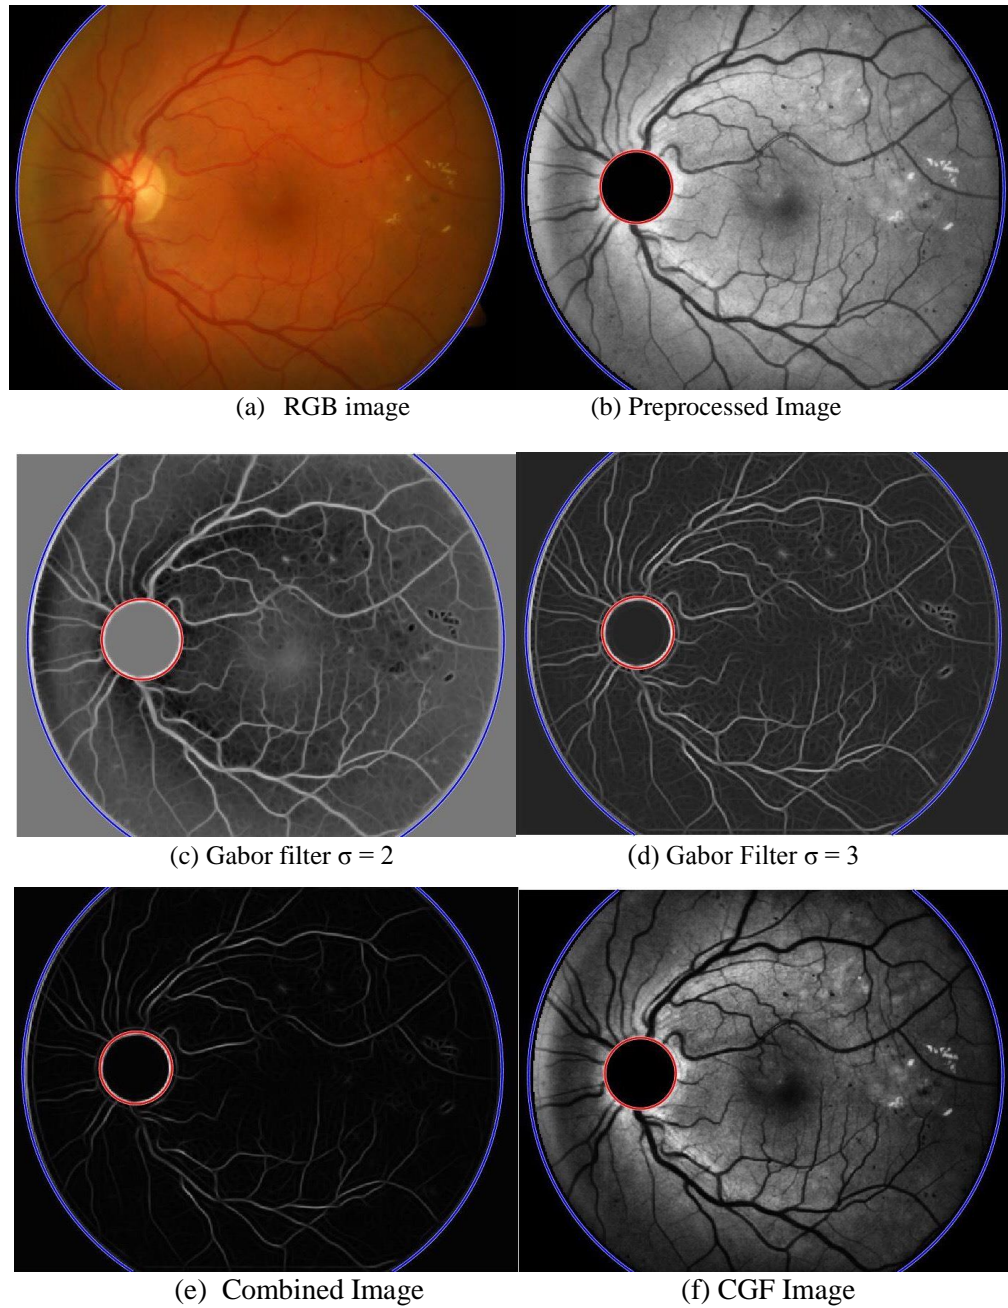 (a) RGB image
(b) Preprocessed Image
(c) Gabor filter σ = 2
(d) Gabor Filter σ = 3
(e) Combined Image
(f) CGF Image